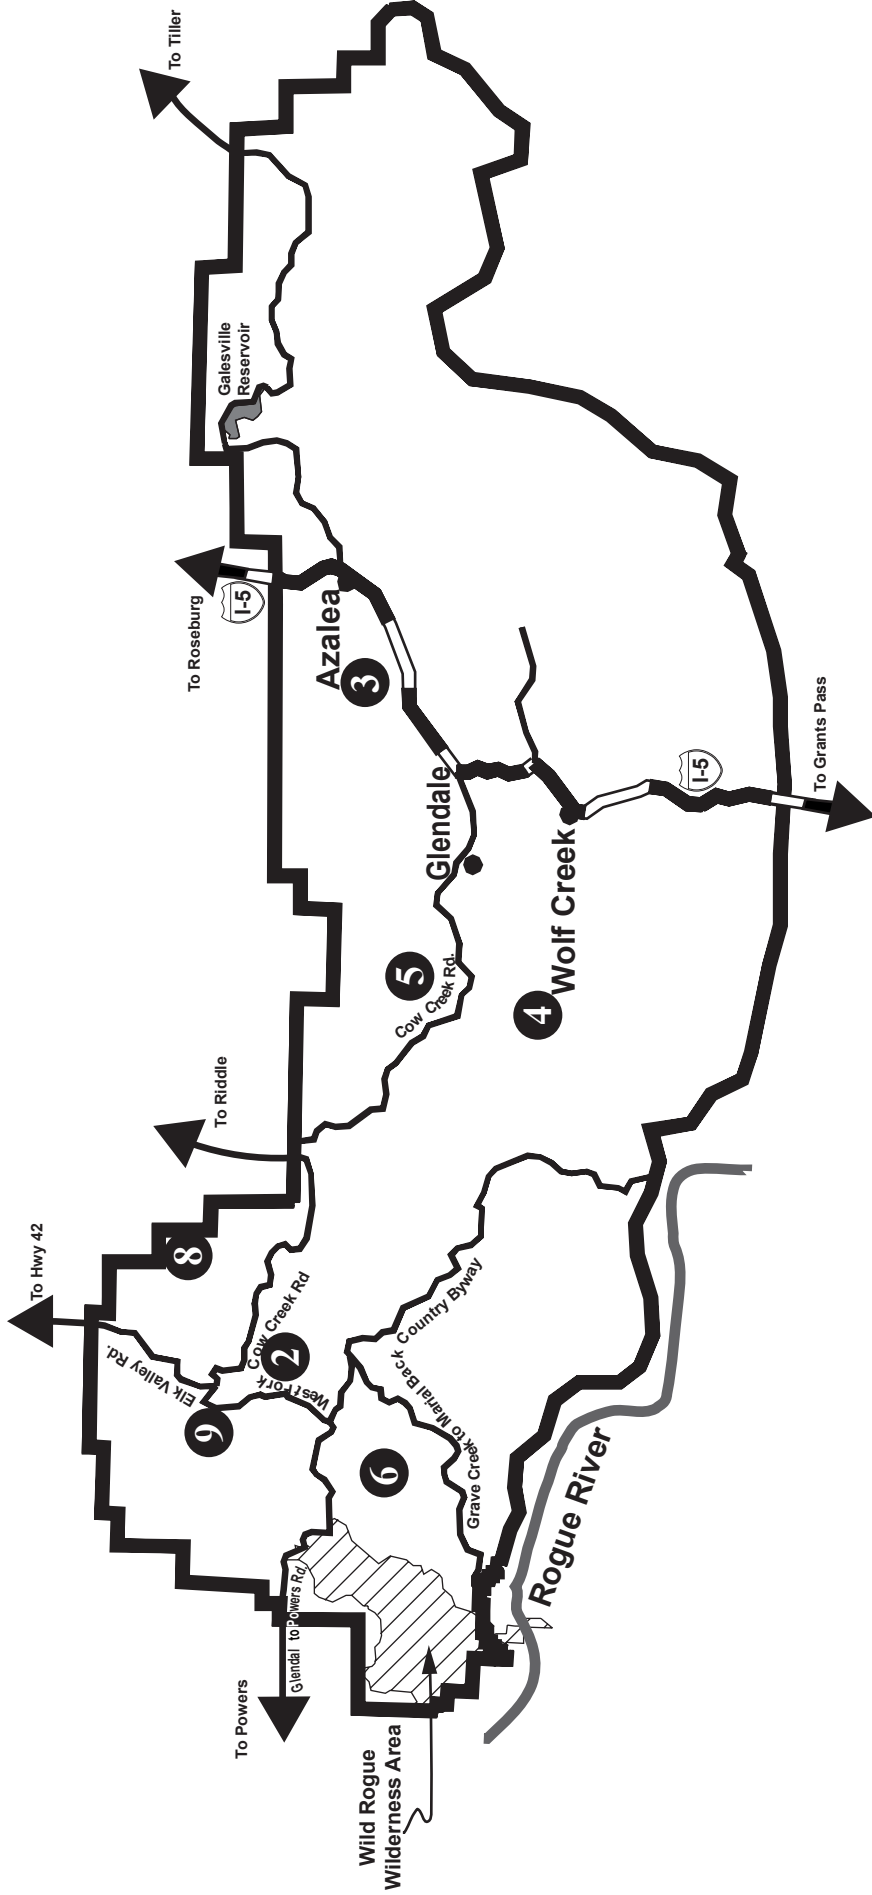 To Tiller
Galesville
Reservoir
To Roseburg
I-5
Azalea
3
Glendale
I-5
To Grants Pass
Wolf Creek
5
Cow Creek Rd.
4
To Riddle
8
To Hwy 42
Cow Creek Rd
2
West Fork
Elk Valley Rd.
9
Grave Creek to Marial Back Country Byway
6
Rogue River
Glendal to Powers Rd.
To Powers
Wild Rogue
Wilderness Area